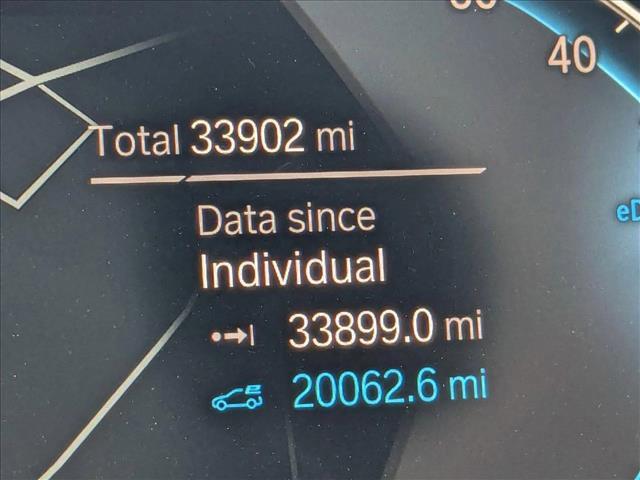 40
Total 33902 mi
Data since
Individual
33899.0 mi
20062.6 mi